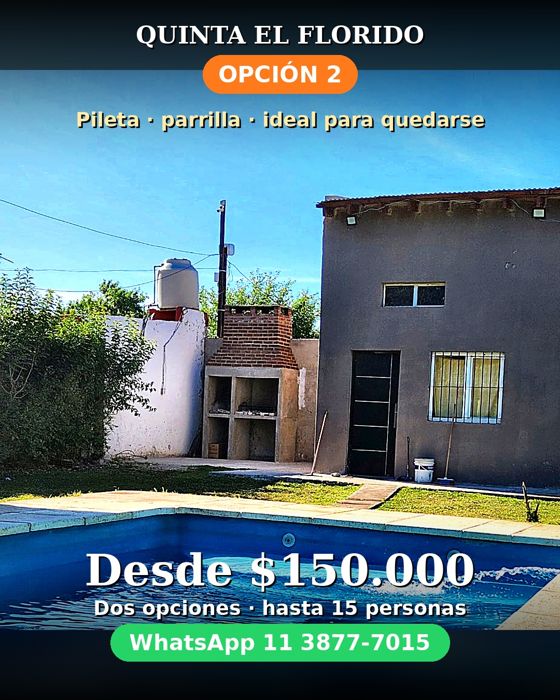 QUINTA EL FLORIDO
OPCIÓN 2
Pileta · parrilla · ideal para quedarse
Desde $150.000
Dos opciones · hasta 15 personas
WhatsApp 11 3877-7015